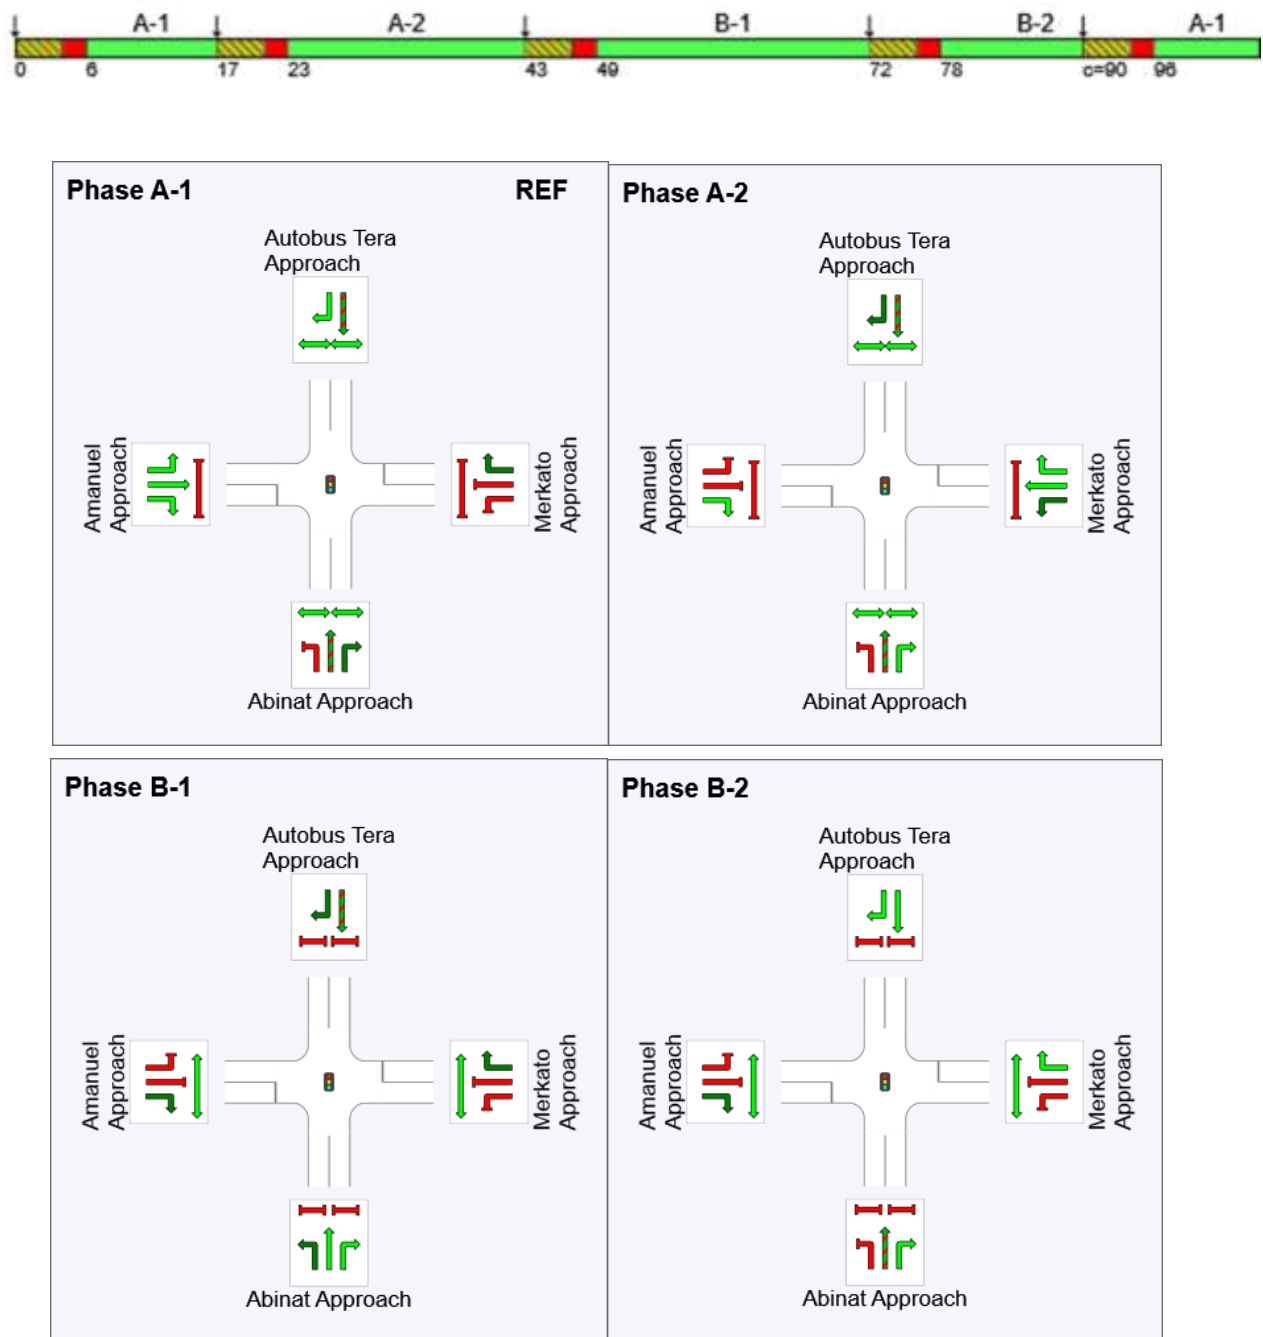 A-1 A-2 B-1 B-2 A-1
0 6 17 23 43 49 72 78 c=90 96
Phase A-1 REF
Autobus Tera
Approach
Amanuel
Approach
Merkato
Approach
Abinat Approach
Phase A-2
Autobus Tera
Approach
Amanuel
Approach
Merkato
Approach
Abinat Approach
Phase B-1
Autobus Tera
Approach
Amanuel
Approach
Merkato
Approach
Abinat Approach
Phase B-2
Autobus Tera
Approach
Amanuel
Approach
Merkato
Approach
Abinat Approach